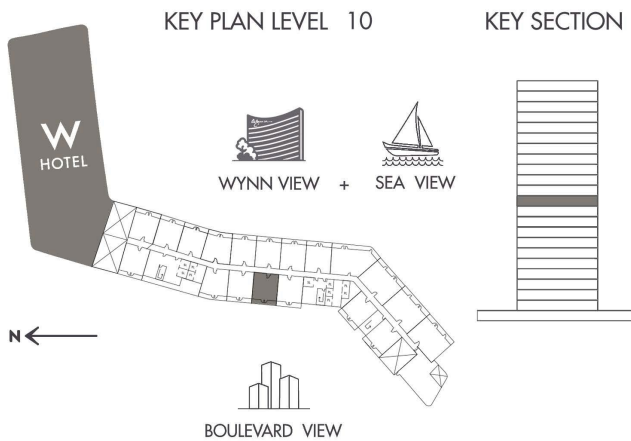 KEY PLAN LEVEL 10
KEY SECTION
W
HOTEL
WYNN VIEW + SEA VIEW
N
BOULEVARD VIEW